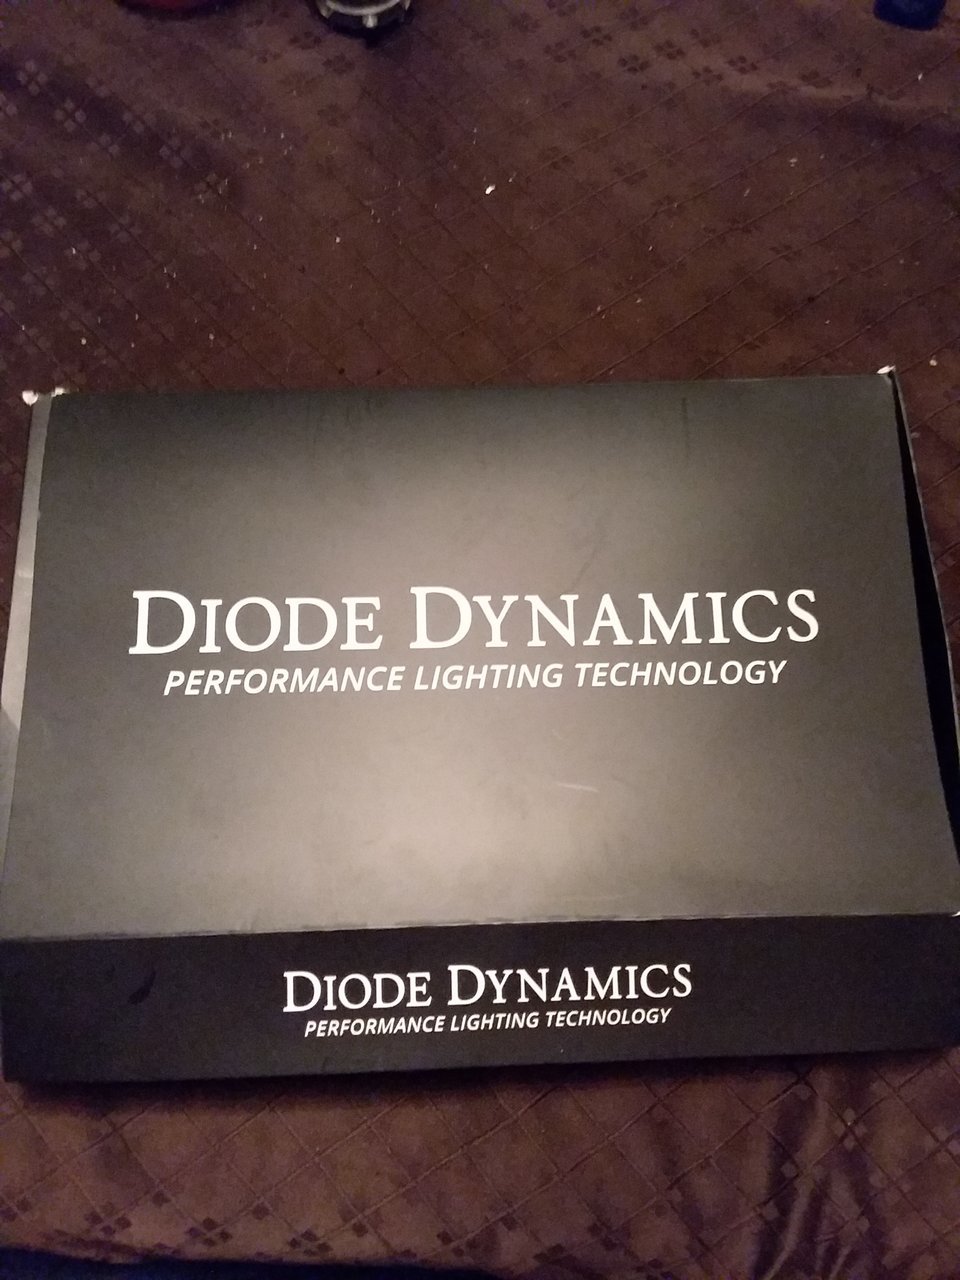 DIODE DYNAMICS
PERFORMANCE LIGHTING TECHNOLOGY
DIODE DYNAMICS
PERFORMANCE LIGHTING TECHNOLOGY